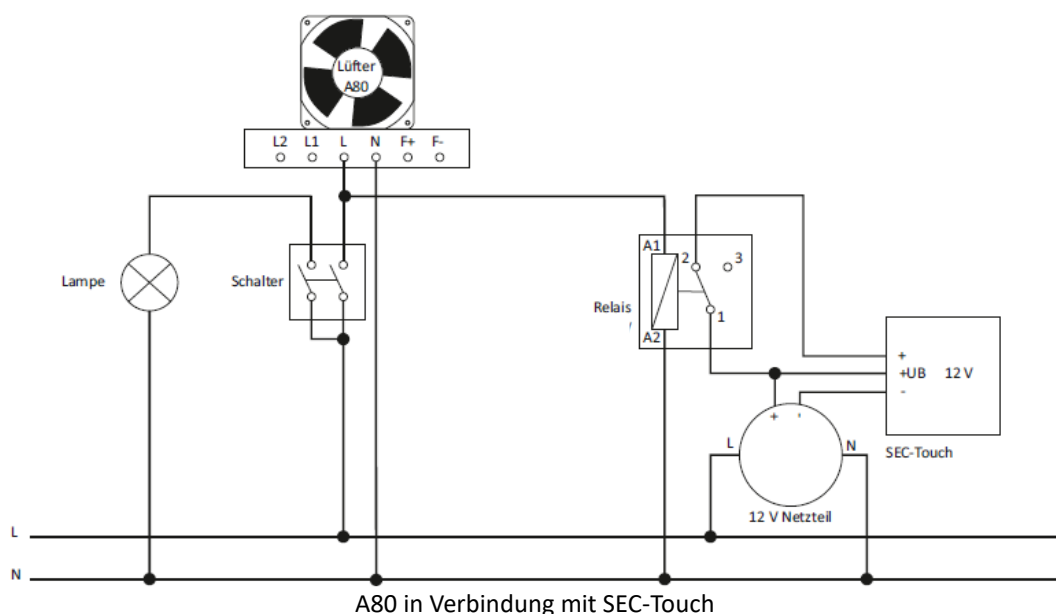 Lüfter
A80
L2 L1 L N F+ F-
Lampe
Schalter
Relais
A1
2
3
1
A2
+
+UB 12 V
-
SEC-Touch
+ -
L
N
12 V Netzteil
L
N
A80 in Verbindung mit SEC-Touch